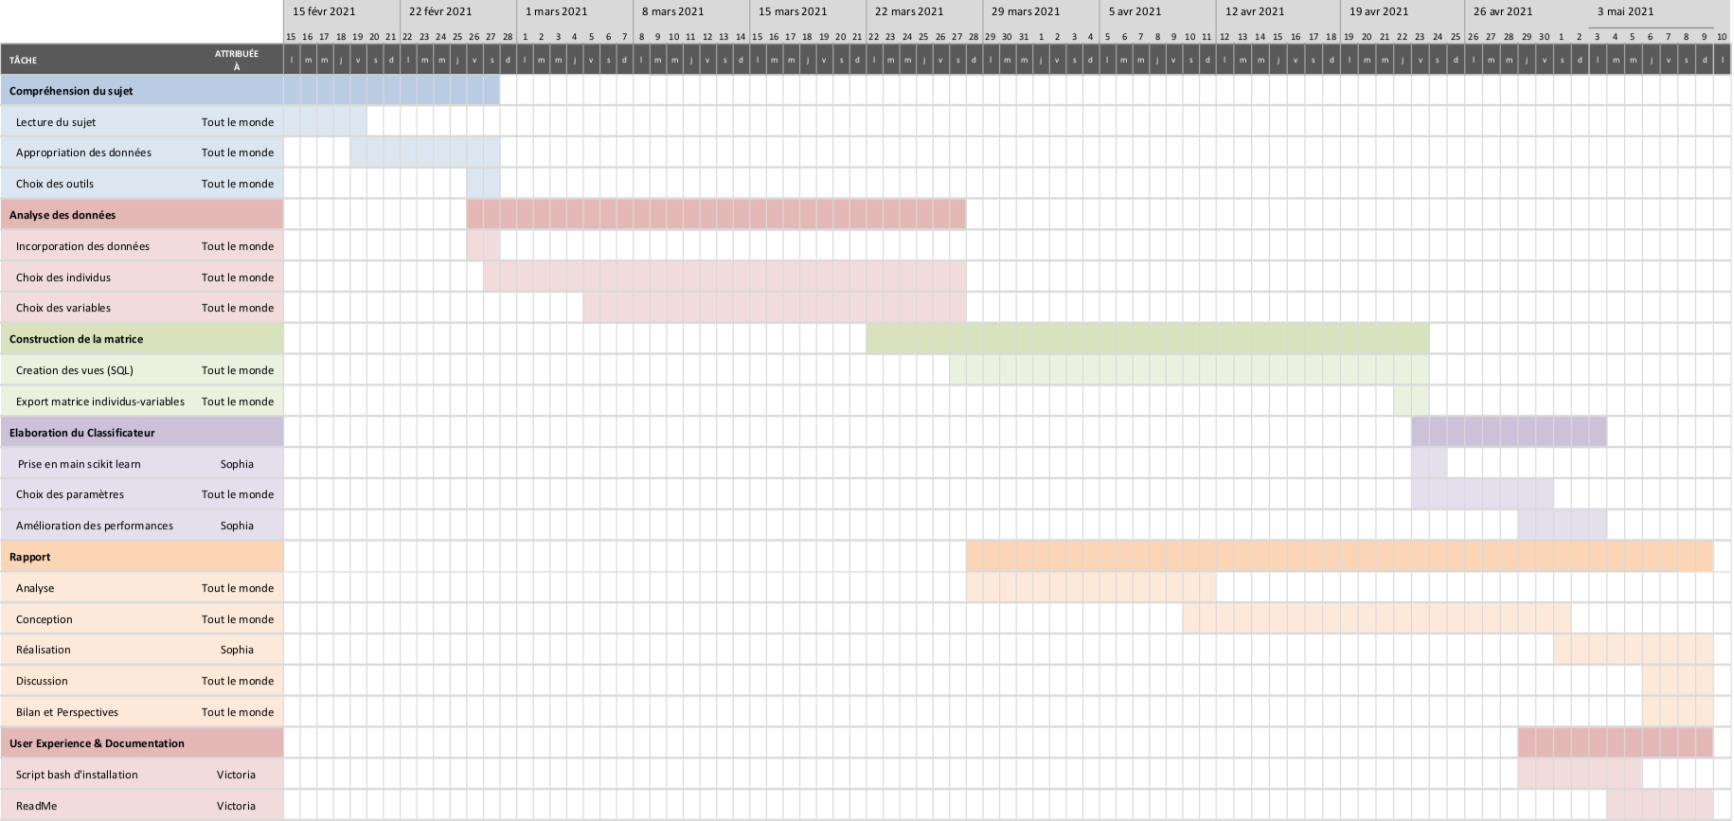 15 févr 2021 22 févr 2021 1 mars 2021 8 mars 2021 15 mars 2021 22 mars 2021 29 mars 2021 5 avr 2021 12 avr 2021 19 avr 2021 26 avr 2021 3 mai 2021
15 16 17 18 19 20 21 22 23 24 25 26 27 28 1 2 3 4 5 6 7 8 9 10 11 12 13 14 15 16 17 18 19 20 21 22 23 24 25 26 27 28 29 30 31 1 2 3 4 5 6 7 8 9 10 11 12 13 14 15 16 17 18 19 20 21 22 23 24 25 26 27 28 29 30 1 2 3 4 5 6 7 8 9 10
TÂCHE ATTRIBUÉE À l m m j v s d l m m j v s d l m m j v s d l m m j v s d l m m j v s d l m m j v s d l m m j v s d l m m j v s d l m m j v s d l m m j v s d l m m j v s d l m m j v s d l
Compréhension du sujet
Lecture du sujet Tout le monde
Appropriation des données Tout le monde
Choix des outils Tout le monde
Analyse des données
Incorporation des données Tout le monde
Choix des individus Tout le monde
Choix des variables Tout le monde
Construction de la matrice
Creation des vues (SQL) Tout le monde
Export matrice individus-variables Tout le monde
Elaboration du Classificateur
Prise en main scikit learn Sophia
Choix des paramètres Tout le monde
Amélioration des performances Sophia
Rapport
Analyse Tout le monde
Conception Tout le monde
Réalisation Sophia
Discussion Tout le monde
Bilan et Perspectives Tout le monde
User Experience & Documentation
Script bash d'installation Victoria
ReadMe Victoria